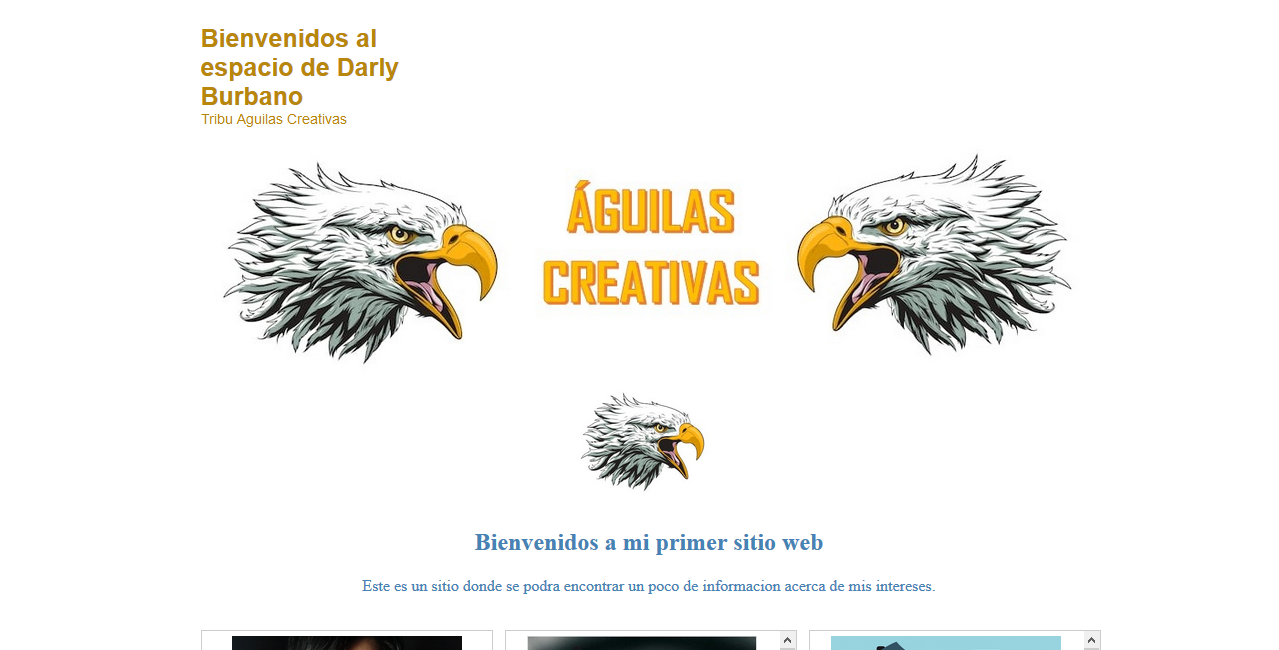 Bienvenidos al
espacio de Darly
Burbano
Tribu Aguilas Creativas
ÁGUILAS
CREATIVAS
Bienvenidos a mi primer sitio web
Este es un sitio donde se podra encontrar un poco de informacion acerca de mis intereses.